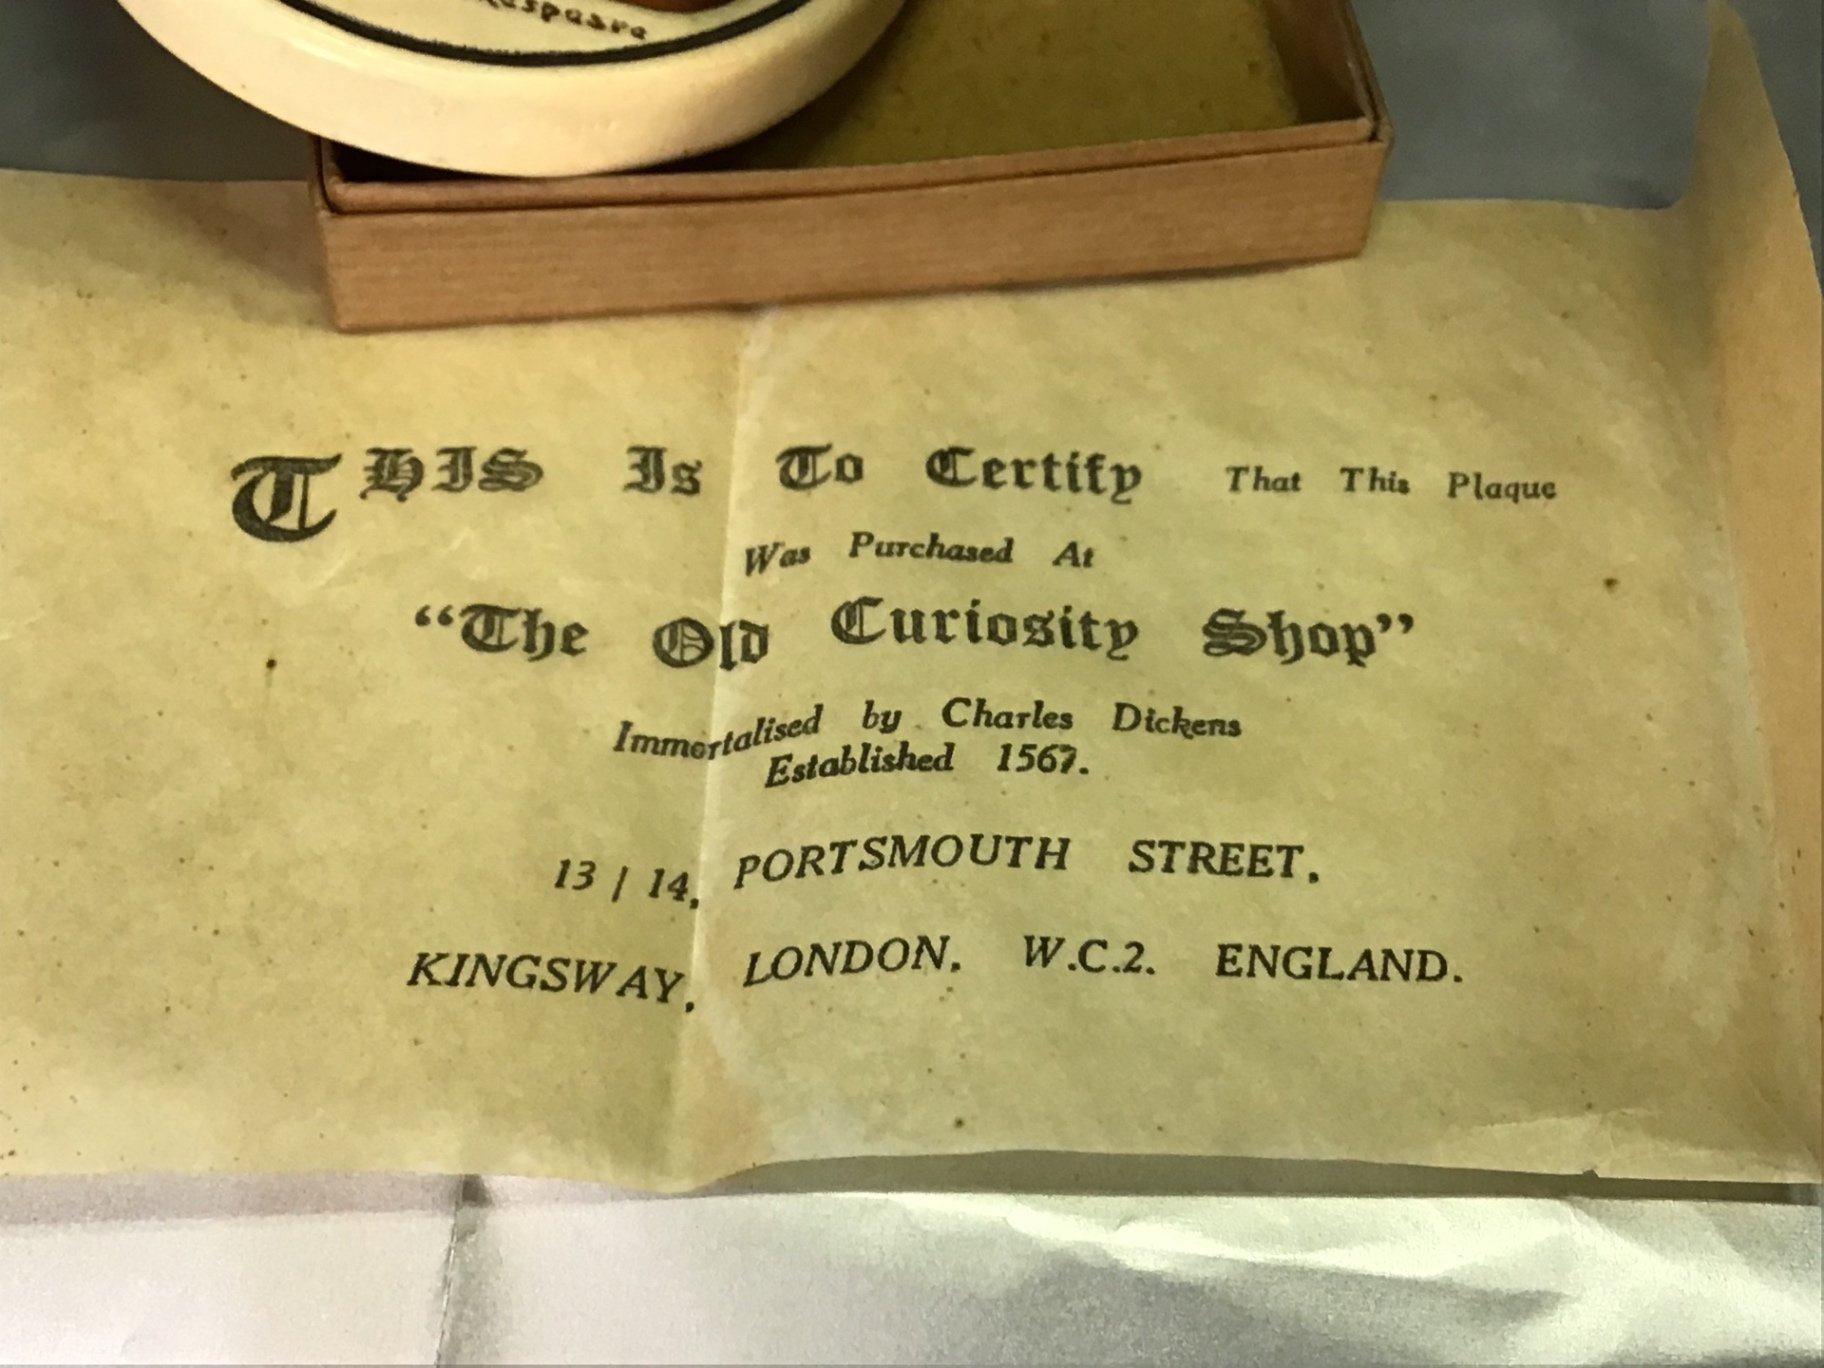 THIS Is To Certify That This Plaque
Was Purchased At
“The Old Curiosity Shop”
Immortalised by Charles Dickens
Established 1567.
13 / 14, PORTSMOUTH STREET.
KINGSWAY. LONDON. W.C.2. ENGLAND.